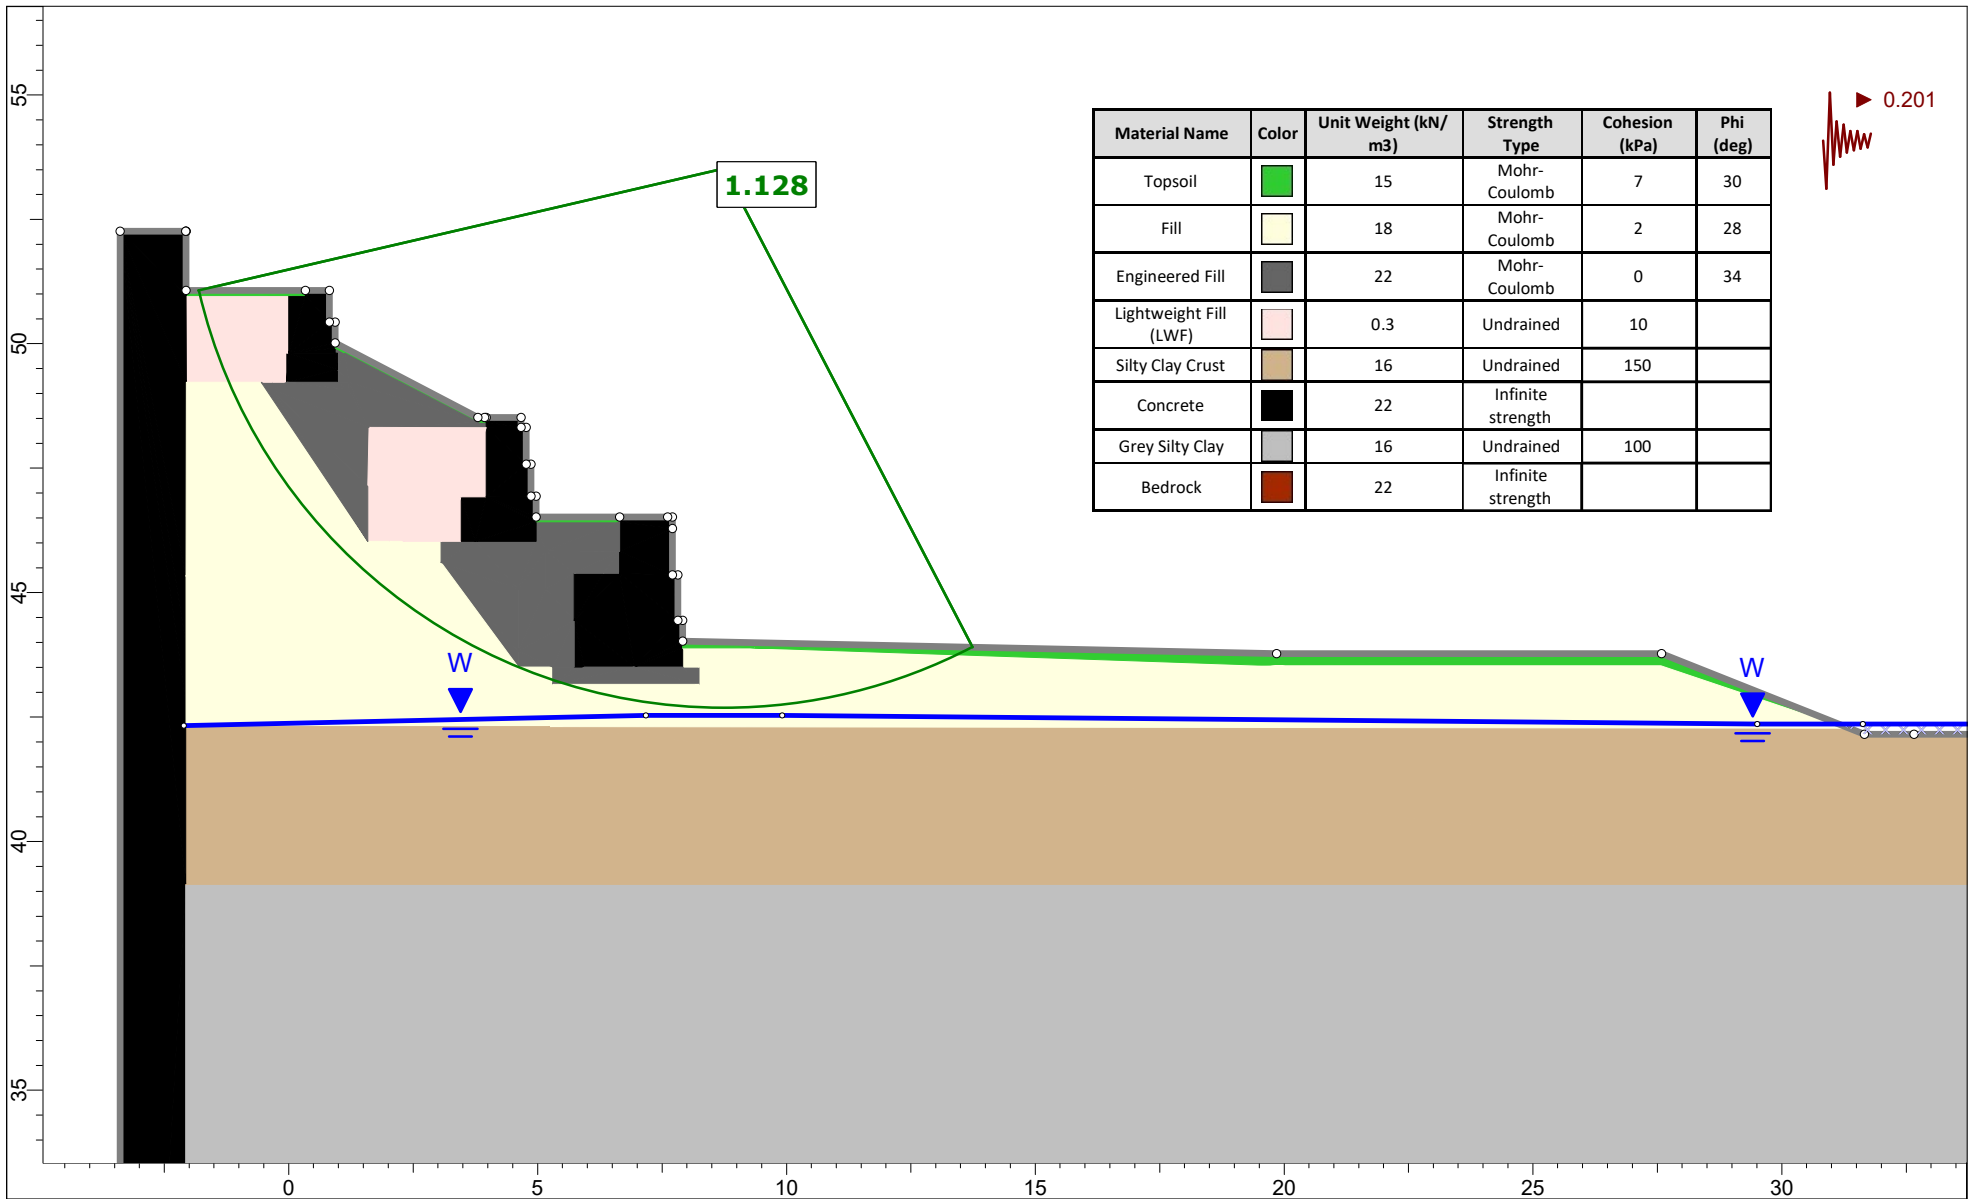 55
50
45
40
35
0
5
10
15
20
25
30
1.128
W
W
0.201
Material Name Color Unit Weight (kN/
m3) Strength
Type Cohesion
(kPa) Phi
(deg)
Topsoil 15 Mohr-
Coulomb 7 30
Fill 18 Mohr-
Coulomb 2 28
Engineered Fill 22 Mohr-
Coulomb 0 34
Lightweight Fill
(LWF) 0.3 Undrained 10
Silty Clay Crust 16 Undrained 150
Concrete 22 Infinite
strength
Grey Silty Clay 16 Undrained 100
Bedrock 22 Infinite
strength